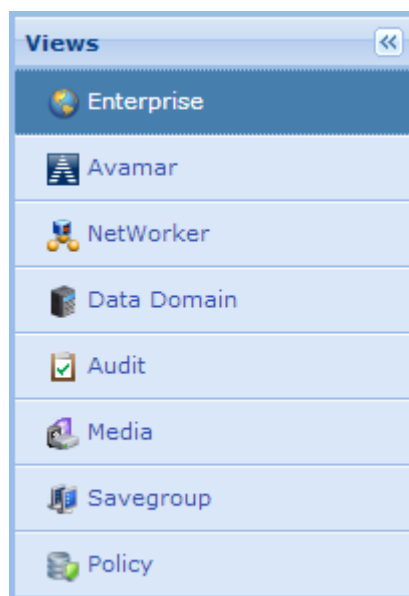 Views
Enterprise
Avamar
NetWorker
Data Domain
Audit
Media
Savegroup
Policy